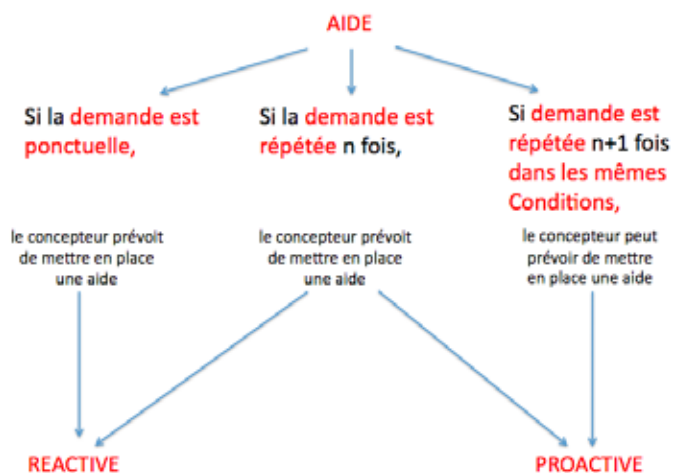 AIDE
Si la demande est
ponctuelle,
Si la demande est
répétée n fois,
Si demande est
répétée n+1 fois
dans les mêmes
Conditions,
le concepteur prévoit
de mettre en place
une aide
le concepteur prévoit
de mettre en place
une aide
le concepteur peut
prévoir de mettre
en place une aide
REACTIVE
PROACTIVE